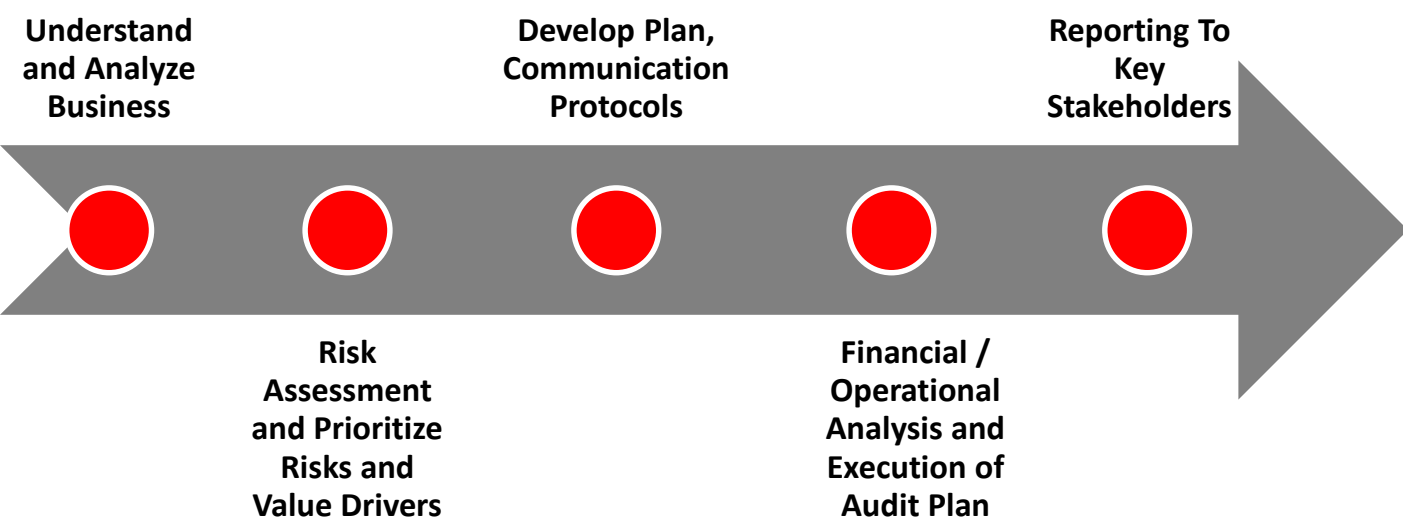 Understand
and Analyze
Business
Risk
Assessment
and Prioritize
Risks and
Value Drivers
Develop Plan,
Communication
Protocols
Financial /
Operational
Analysis and
Execution of
Audit Plan
Reporting To
Key
Stakeholders